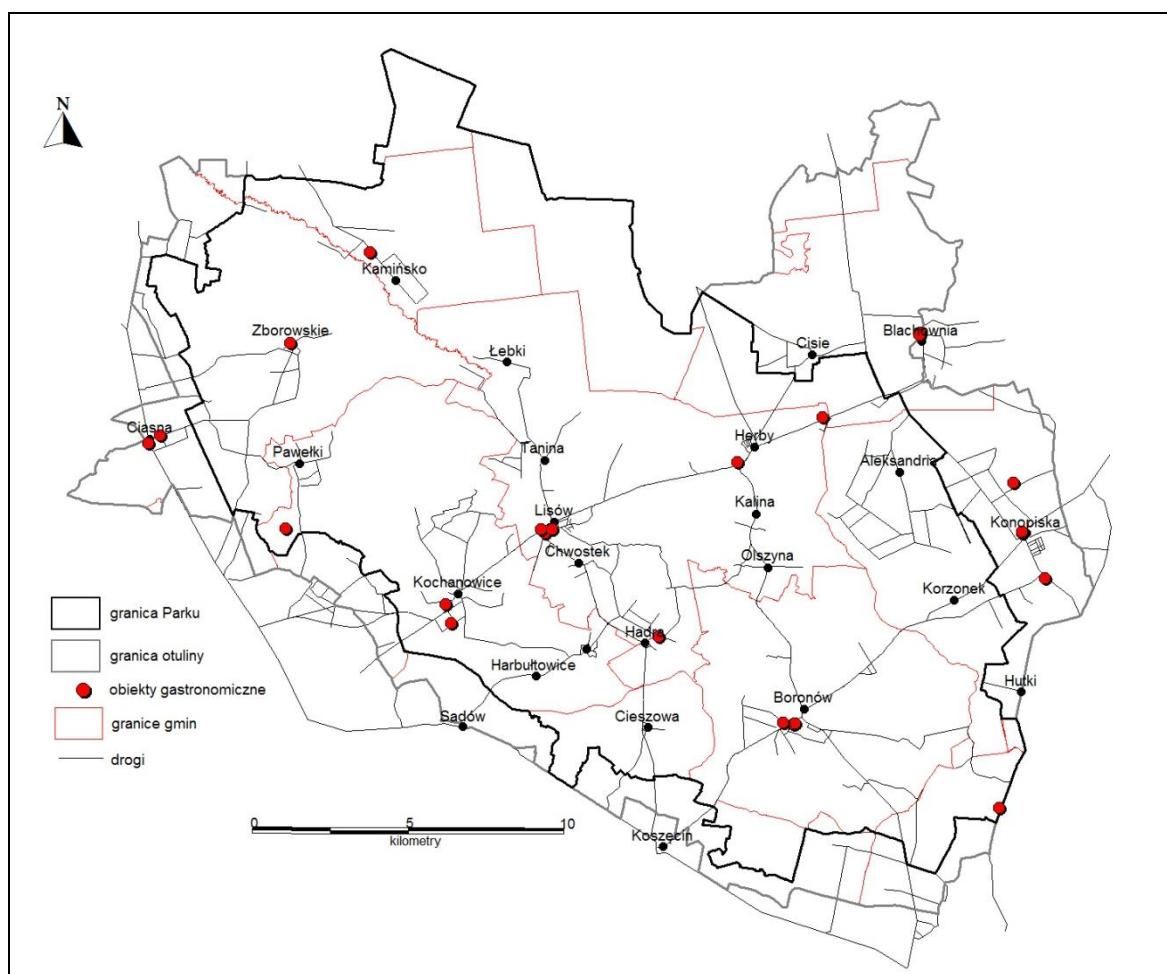 N
Kamińsko
Zborowskie
Łebki
Cisie
Blachownia
Ciasna
Pawełki
Tanina
Herby
Aleksandria
Lisów
Kalina
Konopiska
Chwostek
Olszyna
Kochanowice
Korzonek
granica Parku
Hadra
granica otuliny
Harbułtowice
Hutki
obiekty gastronomiczne
Boronów
granice gmin
Sadów
Cieszowa
drogi
0 5 10
kilometry
Koszęcin